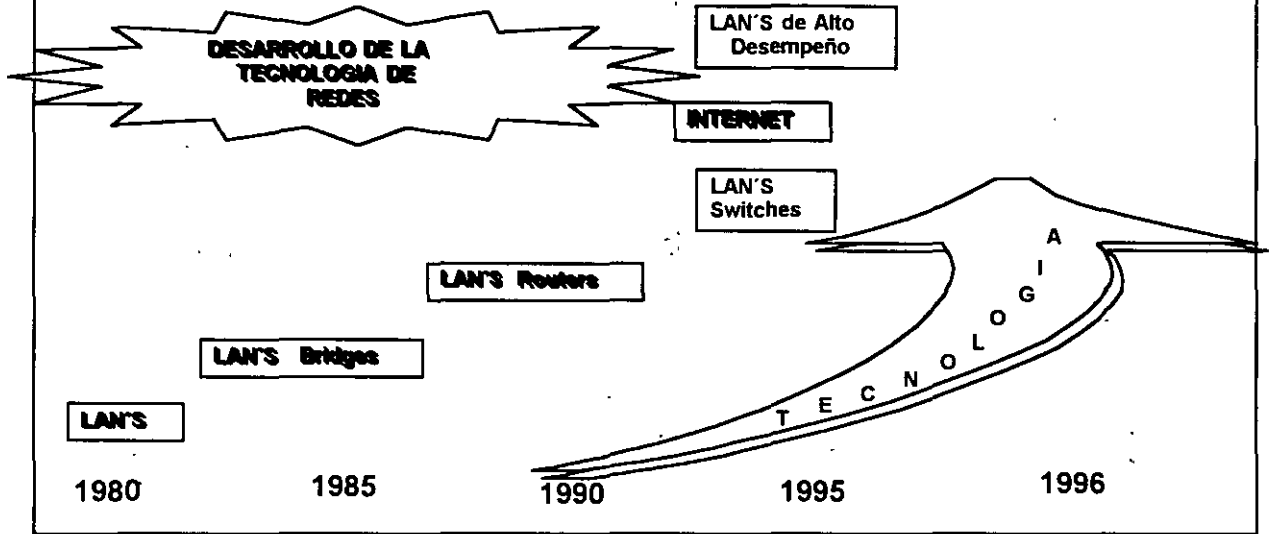 DESARROLLO DE LA
TECNOLOGIA DE
REDES
LAN´S de Alto
Desempeño
INTERNET
LAN´S
Switches
LAN'S Routers
LAN'S Bridges
LAN'S
TECNOLOGIA
1980 1985 1990 1995 1996